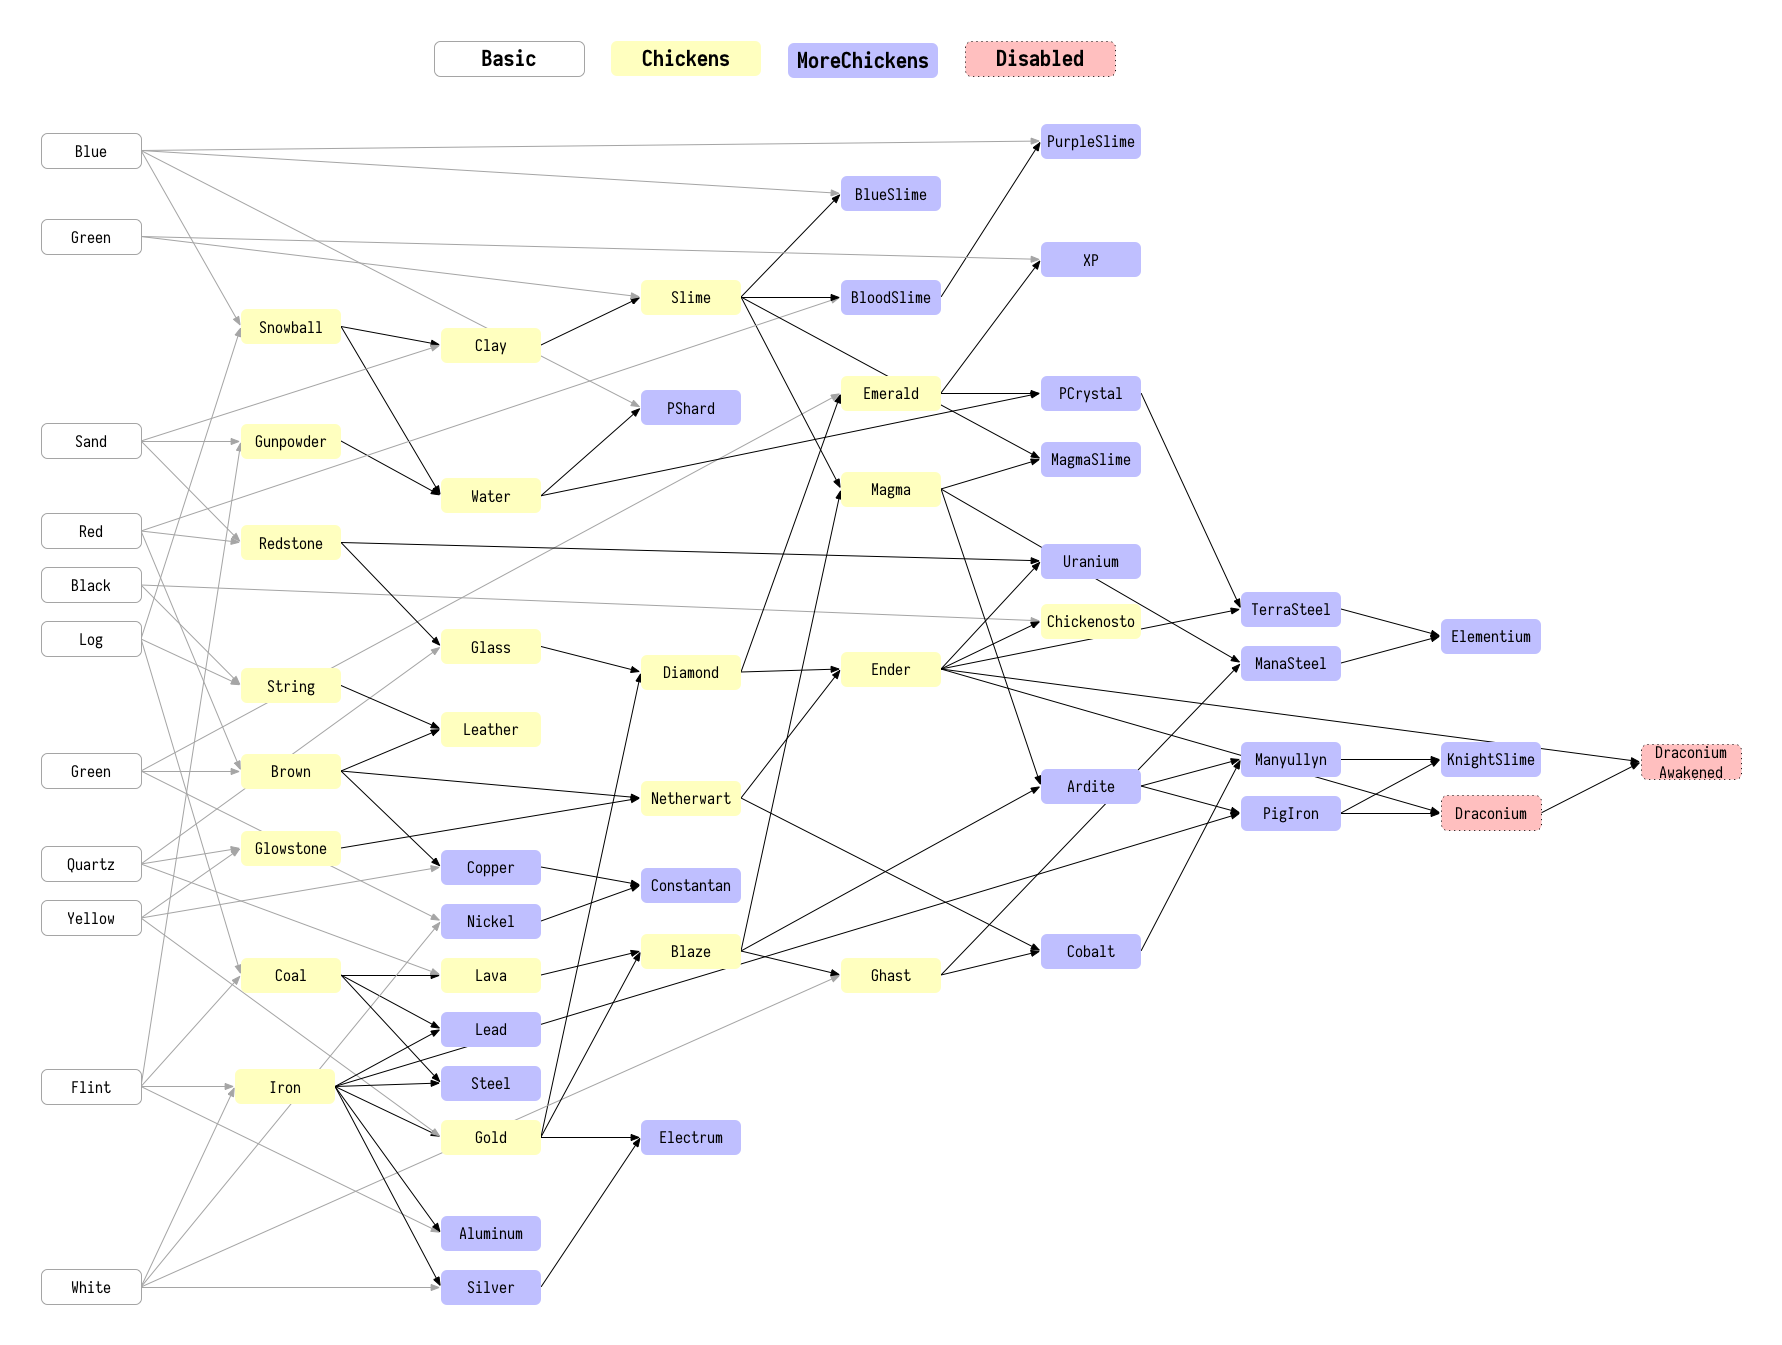 Basic
Chickens
MoreChickens
Disabled
Blue
Green
Sand
Red
Black
Log
Green
Quartz
Yellow
Flint
White
Snowball
Gunpowder
Redstone
String
Brown
Glowstone
Coal
Iron
Clay
Water
Glass
Leather
Copper
Nickel
Lava
Lead
Steel
Gold
Aluminum
Silver
Slime
PShard
Diamond
Netherwart
Constantan
Blaze
Electrum
BlueSlime
BloodSlime
Emerald
Magma
Ender
Ghast
PurpleSlime
XP
PCrystal
MagmaSlime
Uranium
Chickenosto
Ardite
Cobalt
TerraSteel
ManaSteel
Manyullyn
PigIron
Elementium
KnightSlime
Draconium
Draconium
Awakened